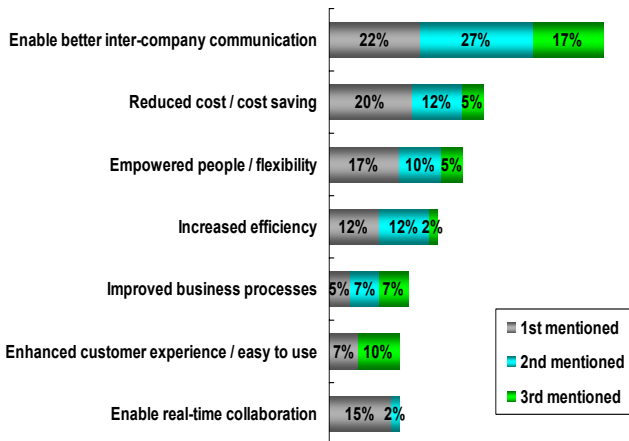 Enable better inter-company communication
22% 27% 17%
Reduced cost / cost saving
20% 12% 5%
Empowered people / flexibility
17% 10% 5%
Increased efficiency
12% 12% 2%
Improved business processes
5% 7% 7%
Enhanced customer experience / easy to use
7% 10%
Enable real-time collaboration
15% 2%
1st mentioned
2nd mentioned
3rd mentioned